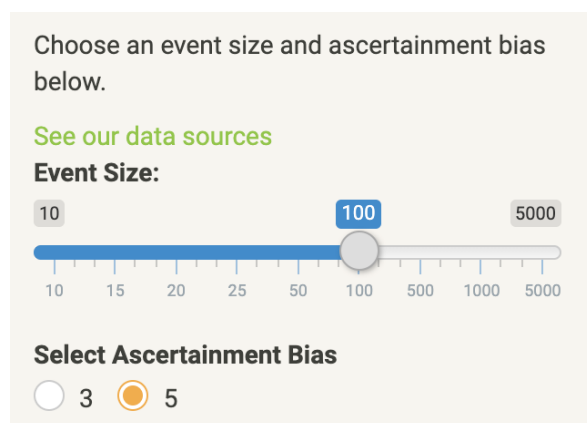 Choose an event size and ascertainment bias
below.
See our data sources
Event Size:
10 100 5000
10 15 20 25 50 100 500 1000 5000
Select Ascertainment Bias
3 5